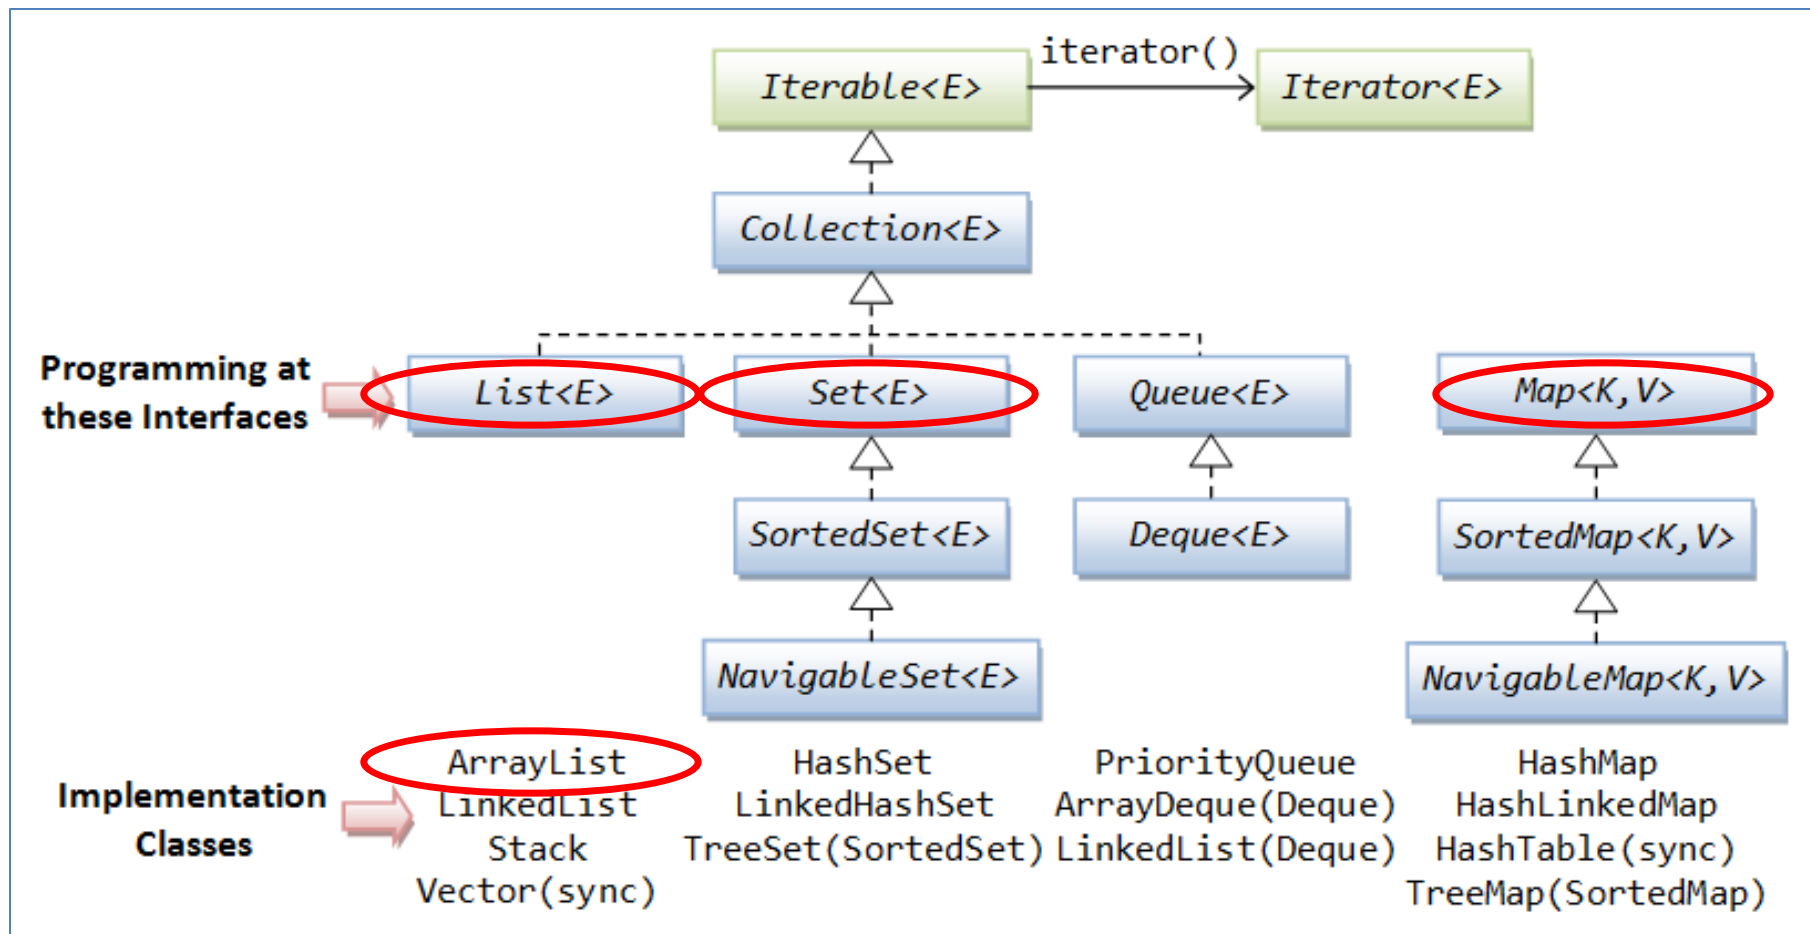 iterator()
Iterable<E>
Iterator<E>
Collection<E>
Programming at
these Interfaces
List<E>
Set<E>
Queue<E>
Map<K,V>
SortedSet<E>
Deque<E>
SortedMap<K,V>
NavigableSet<E>
NavigableMap<K,V>
Implementation
Classes
ArrayList
LinkedList
Stack
Vector(sync)
HashSet
LinkedHashSet
TreeSet(SortedSet)
PriorityQueue
ArrayDeque(Deque)
LinkedList(Deque)
HashMap
HashLinkedMap
HashTable(sync)
TreeMap(SortedMap)